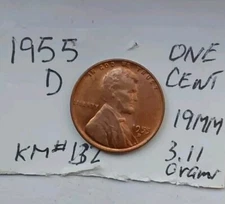 1955
D
ONE
CENT
19MM
KM#132
3.11
Grams